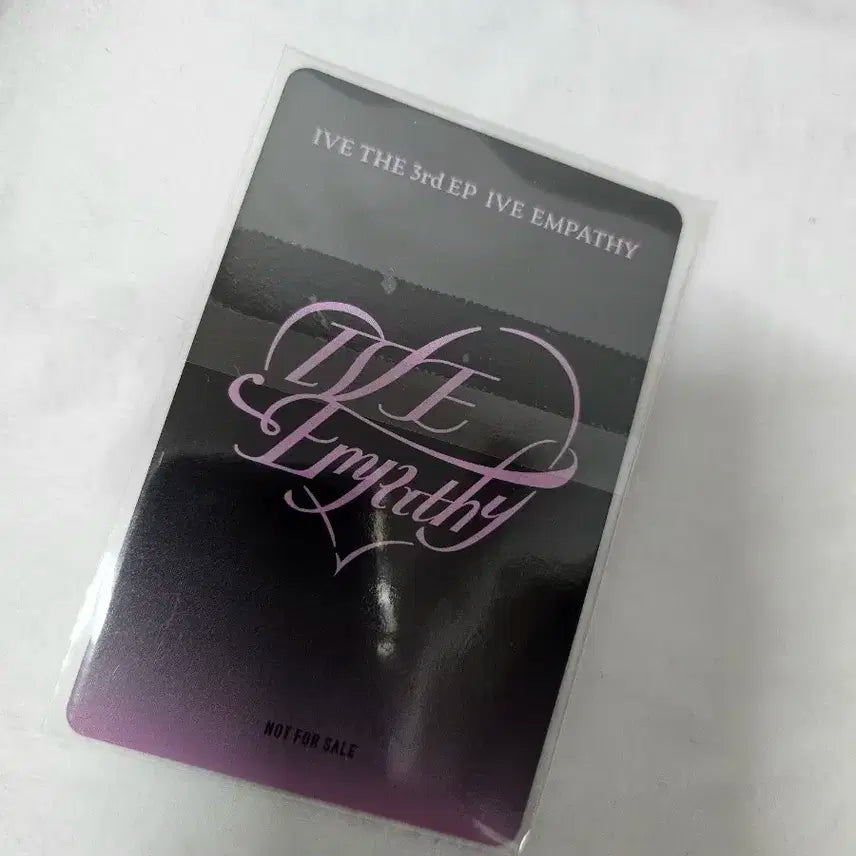 IVE THE 3rd EP IVE EMPATHY
IVE
Empathy
NOT FOR SALE